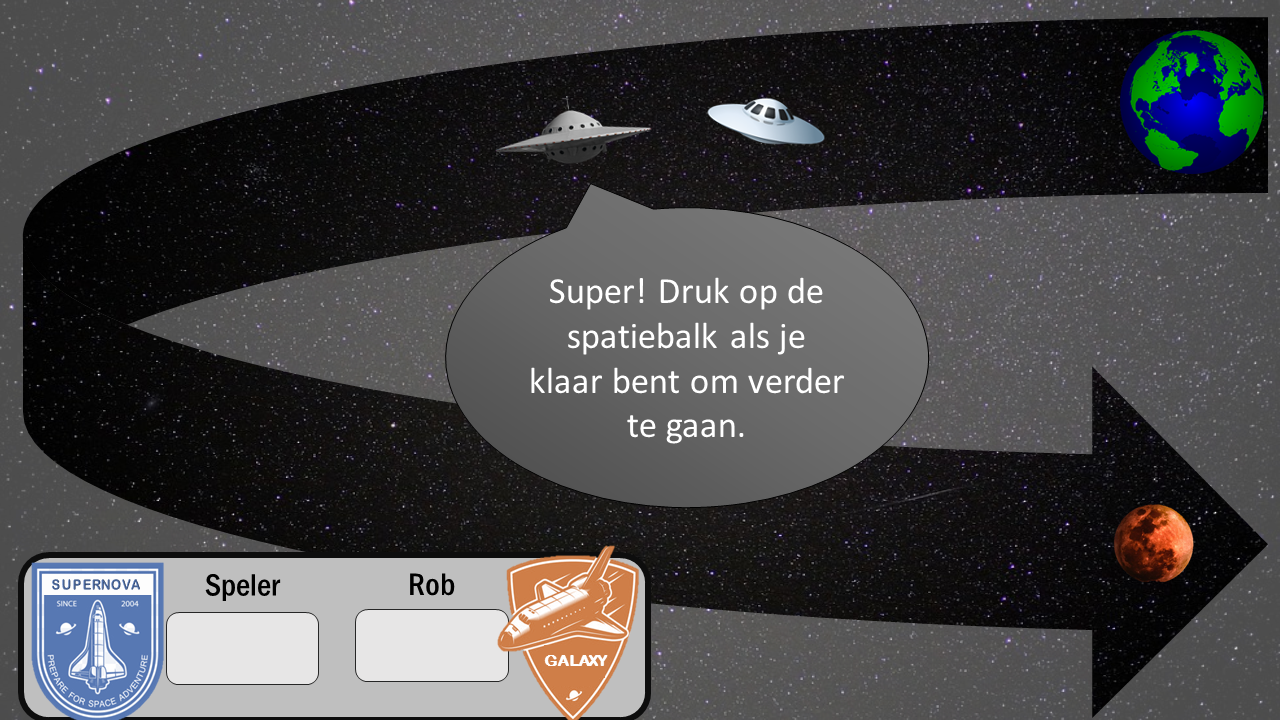 Super! Druk op de
spatiebalk als je
klaar bent om verder
te gaan.
Speler
Rob
SUPERNOVA
SINCE 2004
PREPARE FOR SPACE ADVENTURE
GALAXY